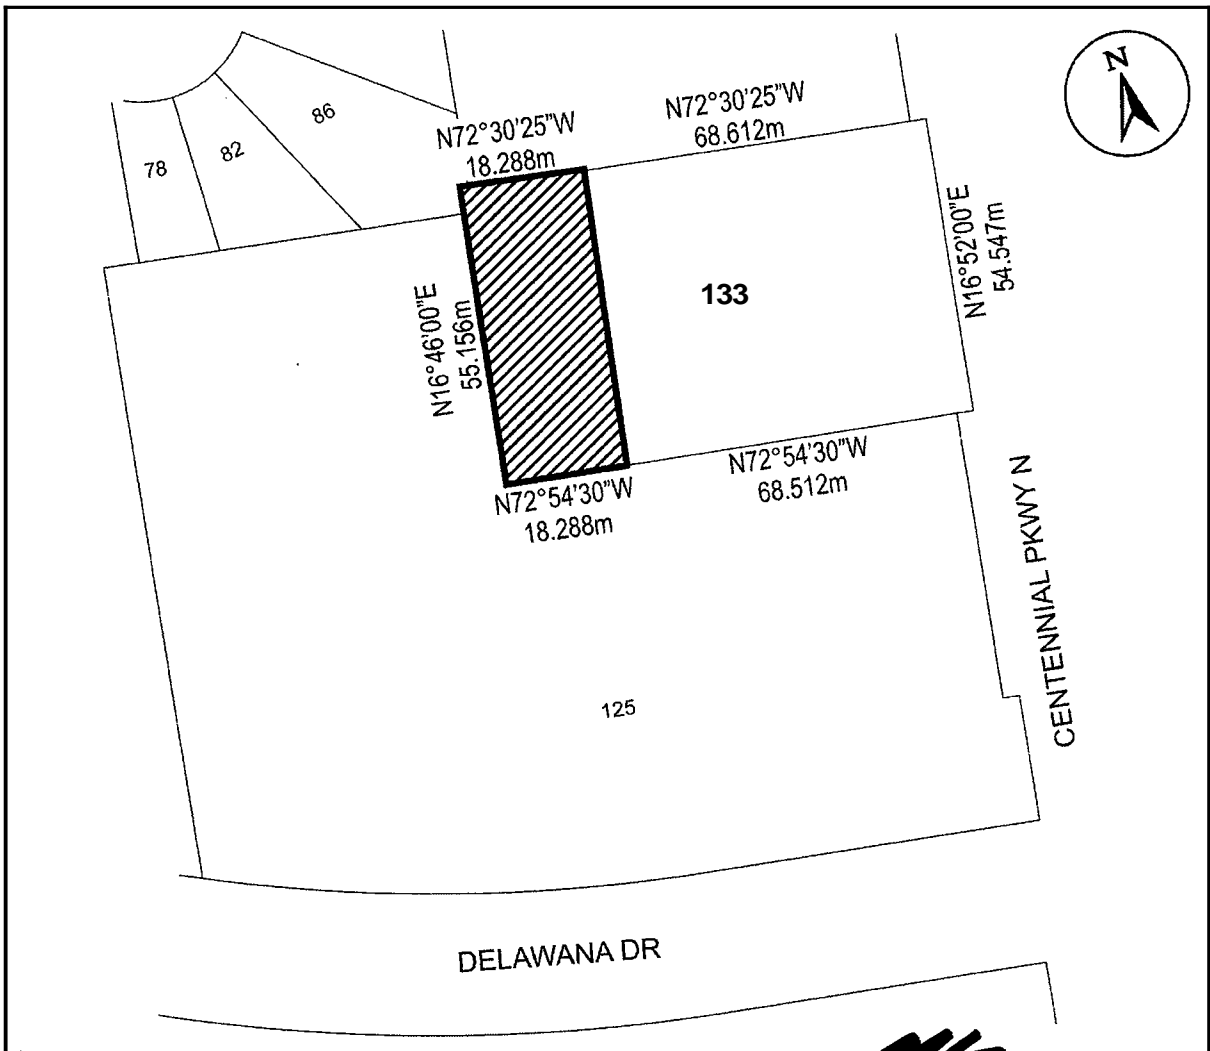 N
86
82
78
N72°30'25"W
18.288m
N72°30'25"W
68.612m
N16°52'00"E
54.547m
133
N16°46'00"E
55.156m
N72°54'30"W
68.512m
N72°54'30"W
18.288m
CENTENNIAL PKWY N
125
DELAWANA DR